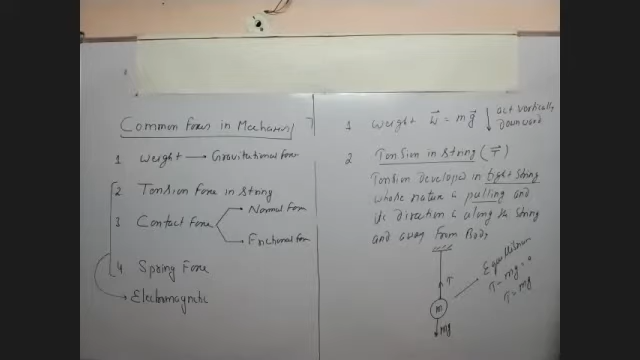 Common Forces in Mechanics
1 Weight → Gravitational force
2 Tension force in string
3 Contact Force
Normal force
Frictional force
4 Spring Force
Electromagnetic
1 Weight W = mg ↓ act vertically downward
2 Tension in string (T)
Tension developed in tight string
whose nature is pulling and
its direction is along the string
and away from Body
T
m
mg
Equilibrium
T - mg = 0
T = mg